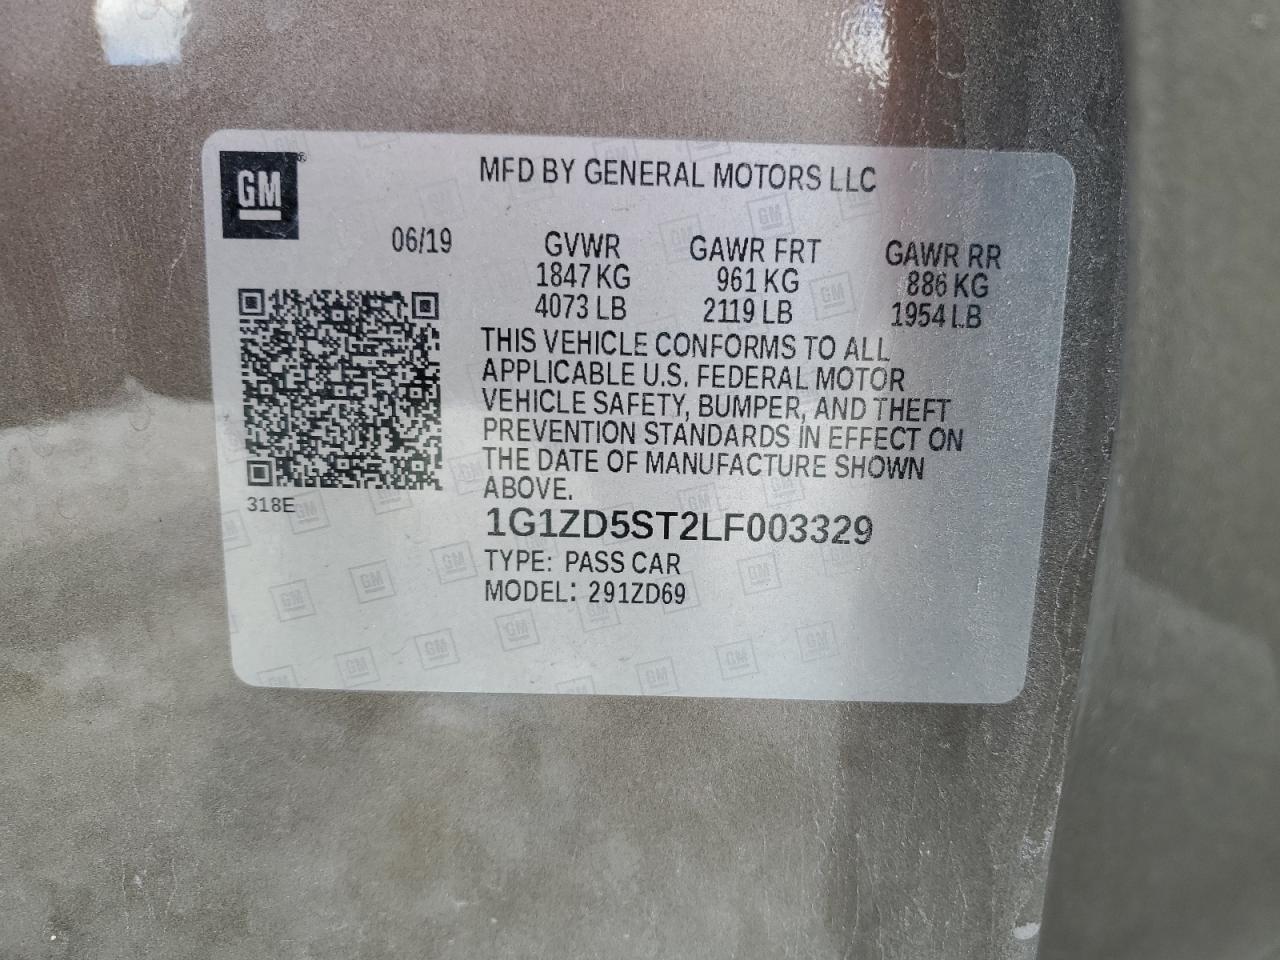 GM
MFD BY GENERAL MOTORS LLC
06/19 GVWR GAWR FRT GAWR RR
1847 KG 961 KG 886 KG
4073 LB 2119 LB 1954 LB
THIS VEHICLE CONFORMS TO ALL
APPLICABLE U.S. FEDERAL MOTOR
VEHICLE SAFETY, BUMPER, AND THEFT
PREVENTION STANDARDS IN EFFECT ON
THE DATE OF MANUFACTURE SHOWN
ABOVE.
318E
1G1ZD5ST2LF003329
TYPE: PASS CAR
MODEL: 291ZD69